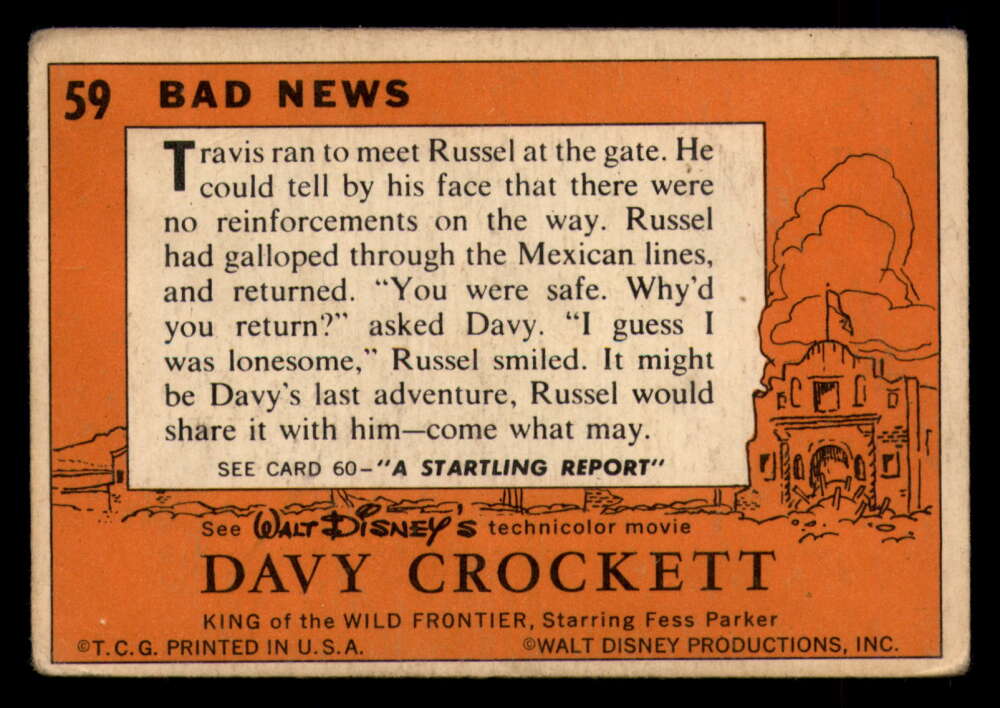 59 BAD NEWS
Travis ran to meet Russel at the gate. He
could tell by his face that there were
no reinforcements on the way. Russel
had galloped through the Mexican lines,
and returned. "You were safe. Why'd
you return?" asked Davy. "I guess I
was lonesome," Russel smiled. It might
be Davy's last adventure, Russel would
share it with him—come what may.
SEE CARD 60–"A STARTLING REPORT"
See WALT DISNEY'S technicolor movie
DAVY CROCKETT
KING of the WILD FRONTIER, Starring Fess Parker
©T.C.G. PRINTED IN U.S.A. ©WALT DISNEY PRODUCTIONS, INC.